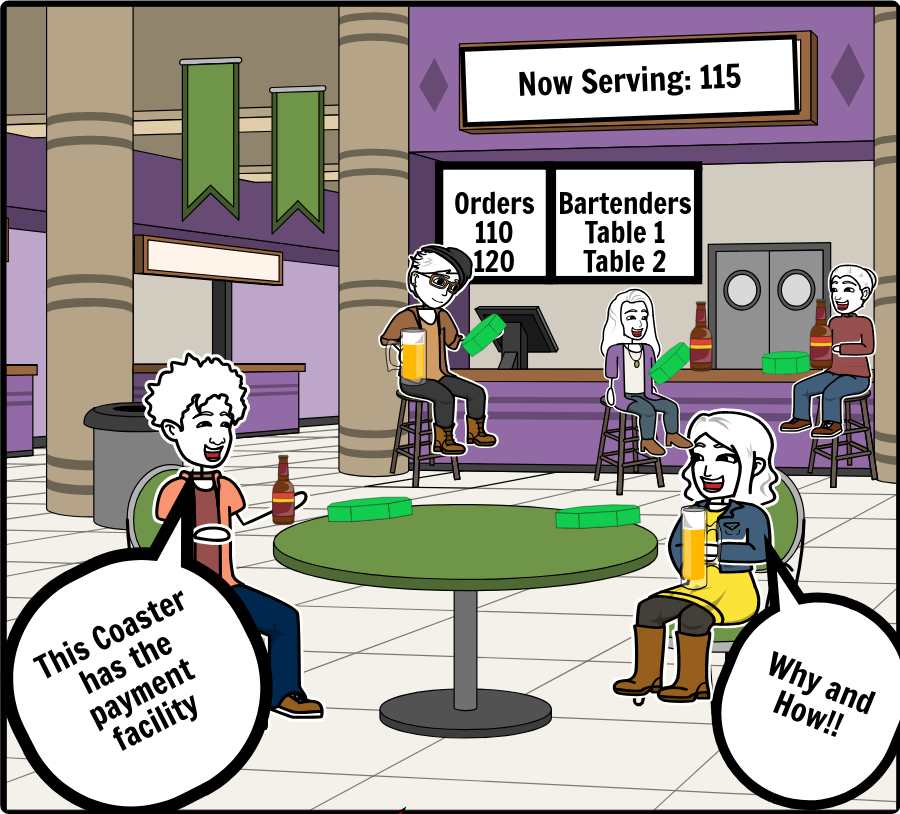 Now Serving: 115
Orders
110
120
Bartenders
Table 1
Table 2
This Coaster
has the
payment
facility
Why and
How!!